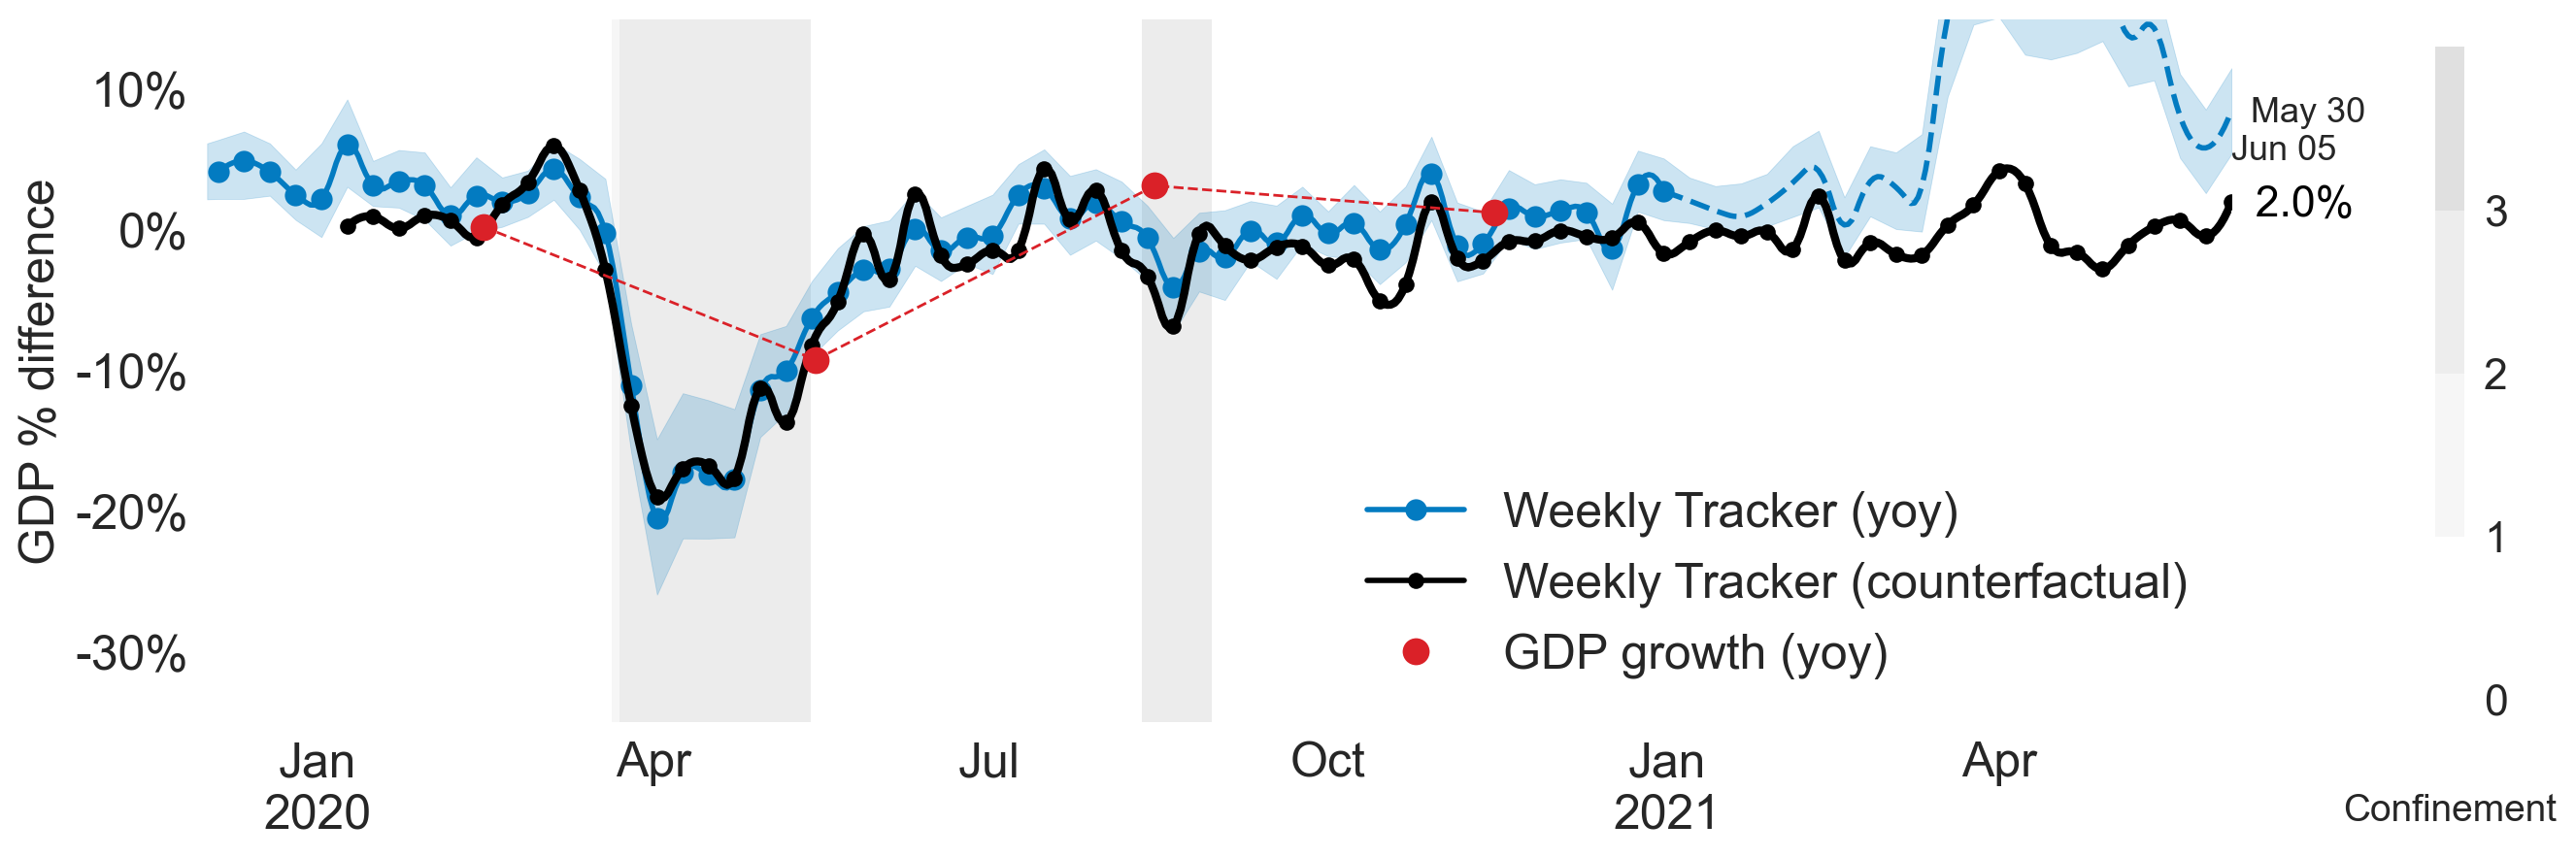 GDP % difference
10%
0%
-10%
-20%
-30%
May 30
Jun 05
2.0%
Weekly Tracker (yoy)
Weekly Tracker (counterfactual)
GDP growth (yoy)
3
2
1
0
Jan
2020
Apr
Jul
Oct
Jan
2021
Apr
Confinement